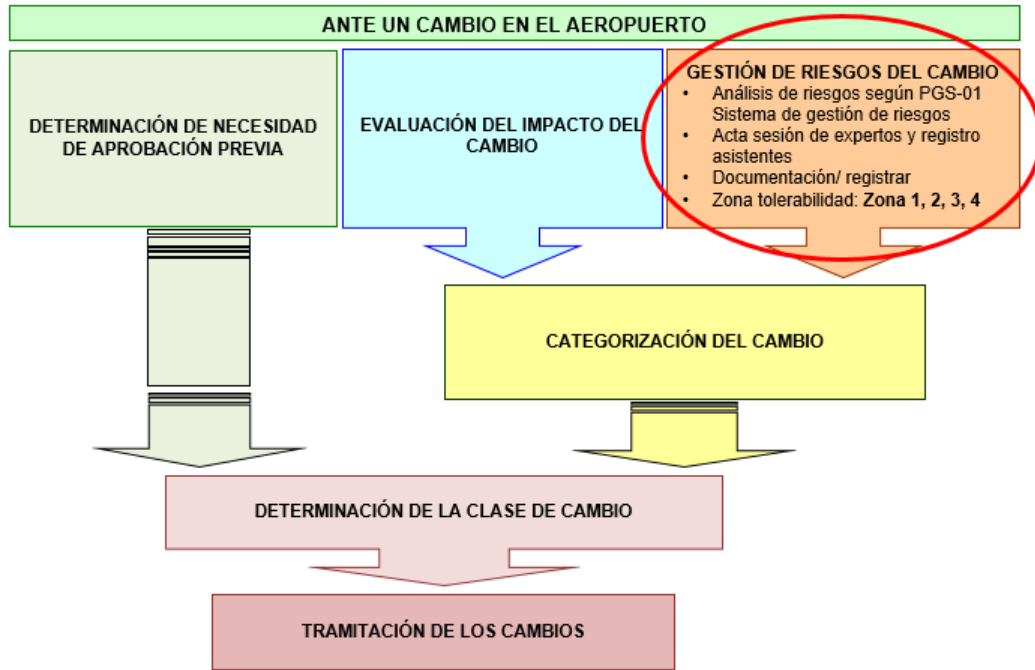 ANTE UN CAMBIO EN EL AEROPUERTO
DETERMINACIÓN DE NECESIDAD
DE APROBACIÓN PREVIA
EVALUACIÓN DEL IMPACTO DEL
CAMBIO
GESTIÓN DE RIESGOS DEL CAMBIO
• Análisis de riesgos según PGS-01
Sistema de gestión de riesgos
• Acta sesión de expertos y registro
asistentes
• Documentación/ registrar
• Zona tolerabilidad: Zona 1, 2, 3, 4
CATEGORIZACIÓN DEL CAMBIO
DETERMINACIÓN DE LA CLASE DE CAMBIO
TRAMITACIÓN DE LOS CAMBIOS